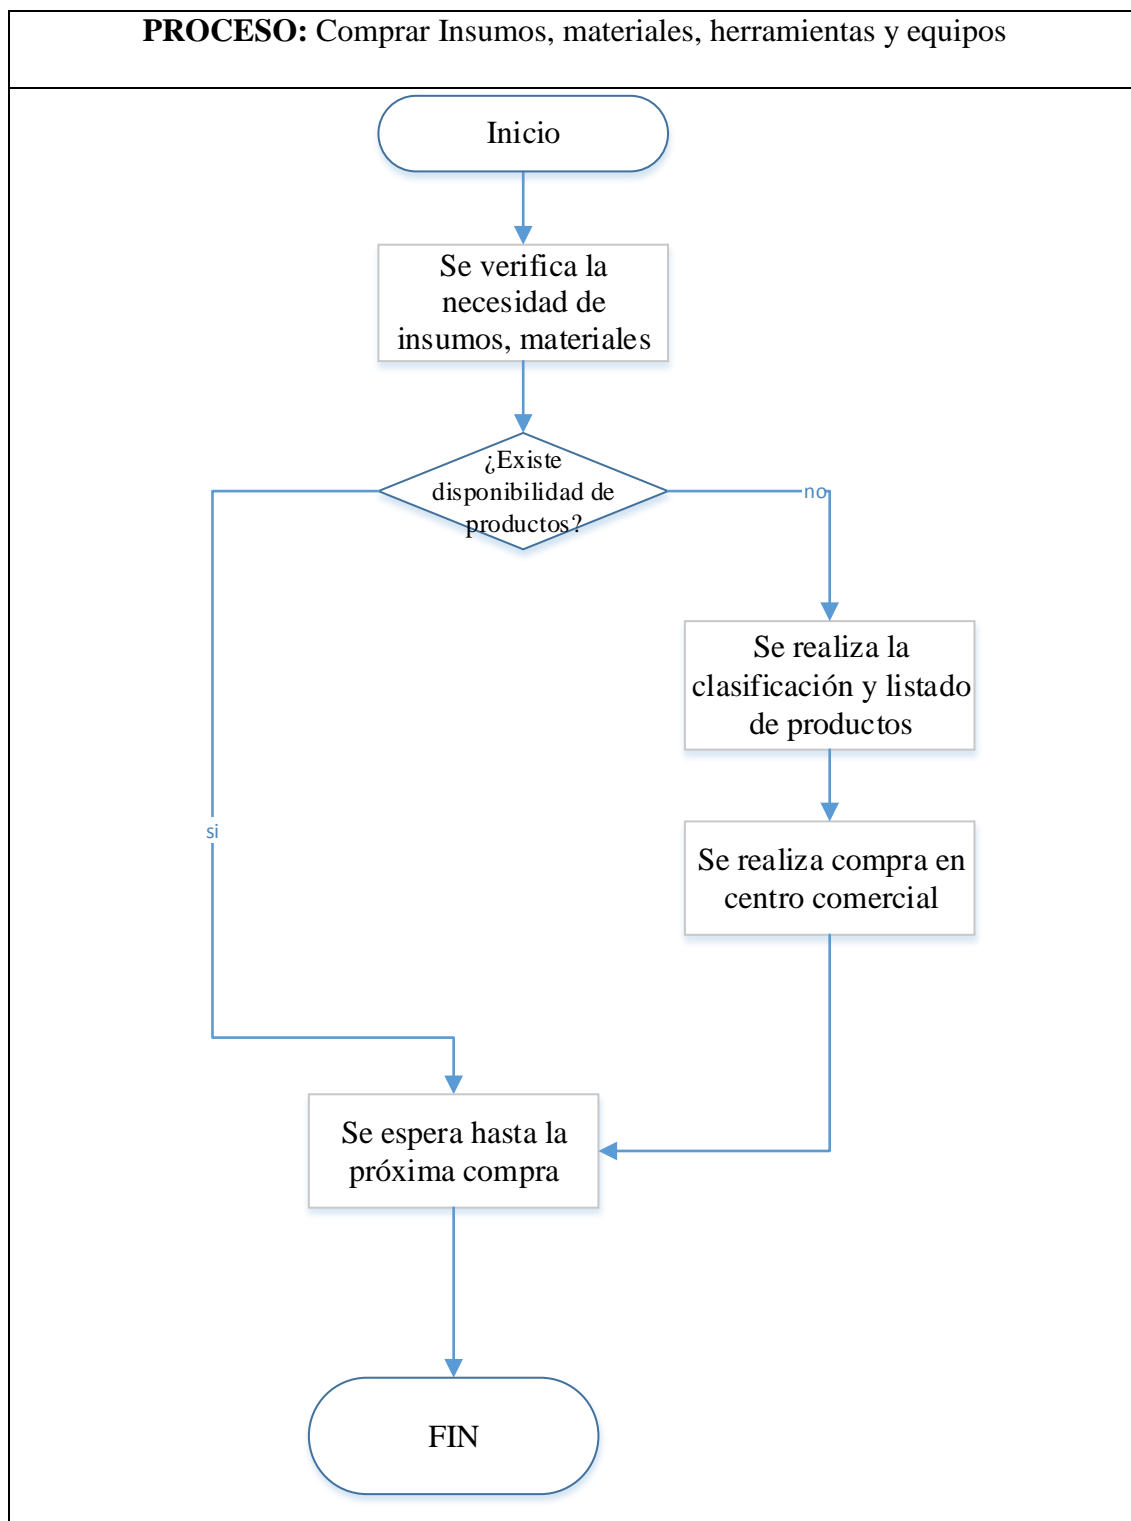 PROCESO: Comprar Insumos, materiales, herramientas y equipos
Inicio
Se verifica la
necesidad de
insumos, materiales
¿Existe
disponibilidad de
productos?
no
Se realiza la
clasificación y listado
de productos
si
Se realiza compra en
centro comercial
Se espera hasta la
próxima compra
FIN